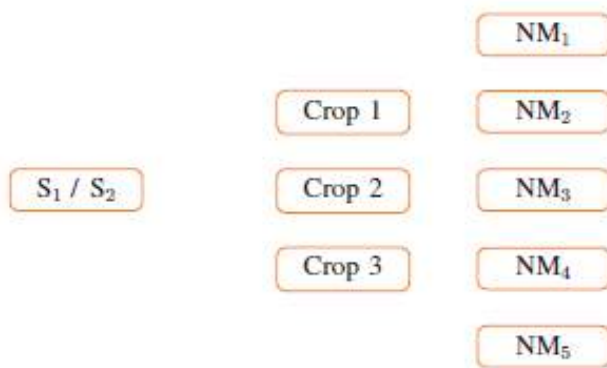 NM₁
Crop 1
NM₂
S₁ / S₂
Crop 2
NM₃
Crop 3
NM₄
NM₅